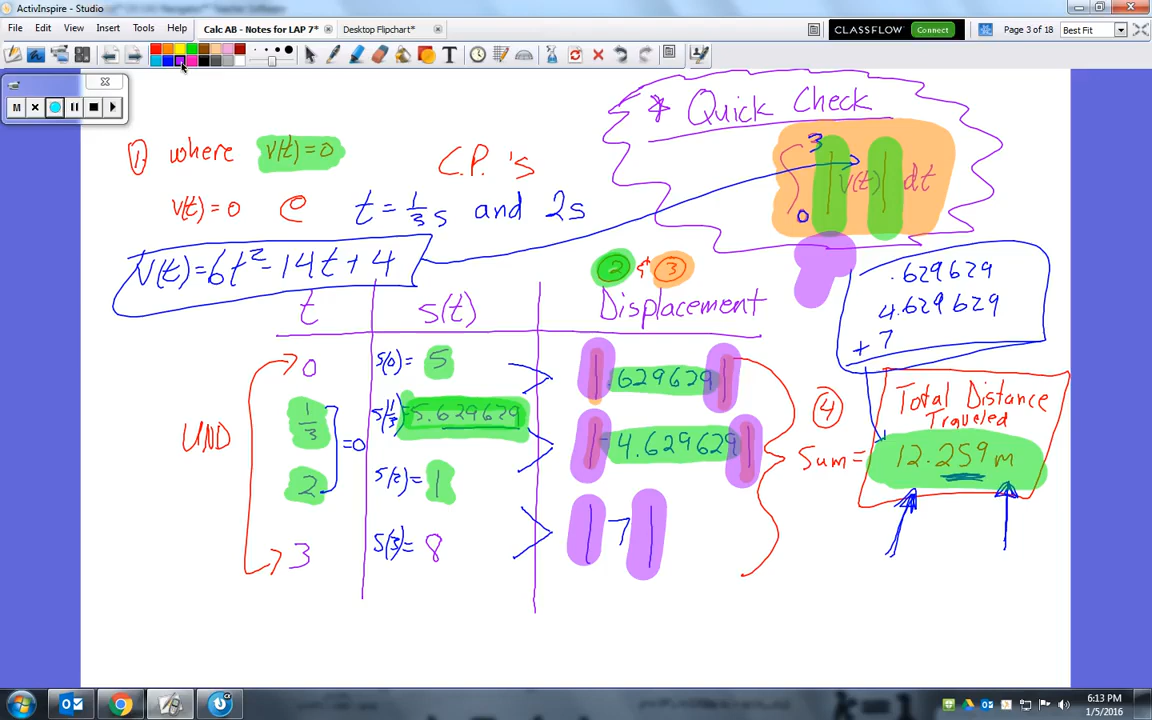 ActivInspire - Studio
File Edit View Insert Tools Help
Calc AB - Notes for LAP 7*
Desktop Flipchart*
CLASSFLOW Connect
Page 3 of 18 Best Fit
M
* Quick Check
∫ 0 3 |v(t)| dt
① where v(t)=0 C.P.'s
v(t)=0 @ t=1/3 s and 2s
V(t)=6t²-14t+4
2 & 3
t s(t) Displacement
0 s(0)= 5 |.629629|
1/3 s(1/3)=5.629629 |-4.629629|
UND =0
2 s(2)= 1
3 s(3)= 8 |7|
.629629
4.629629
+ 7
④ Total Distance
Traveled
Sum= 12.259 m
6:13 PM
1/5/2016